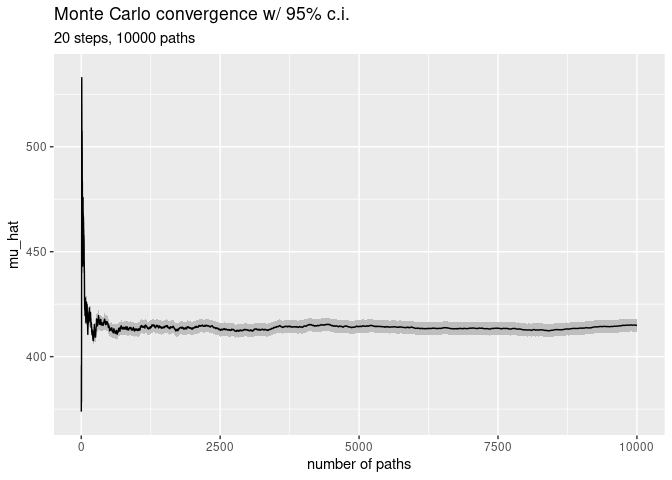 Monte Carlo convergence w/ 95% c.i.
20 steps, 10000 paths
500
450
400
mu_hat
0
2500
5000
7500
10000
number of paths